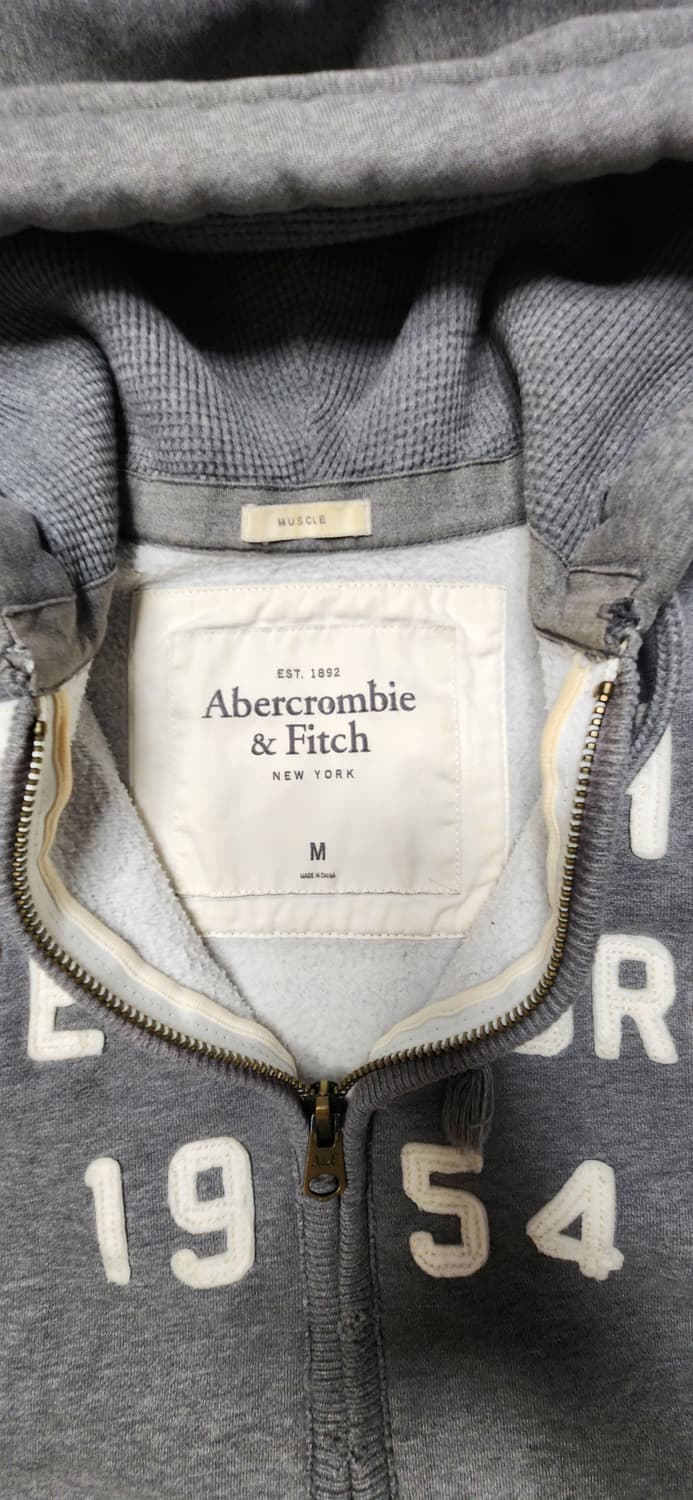 MUSCLE
EST. 1892
Abercrombie
& Fitch
NEW YORK
M
MADE IN CHINA
1954